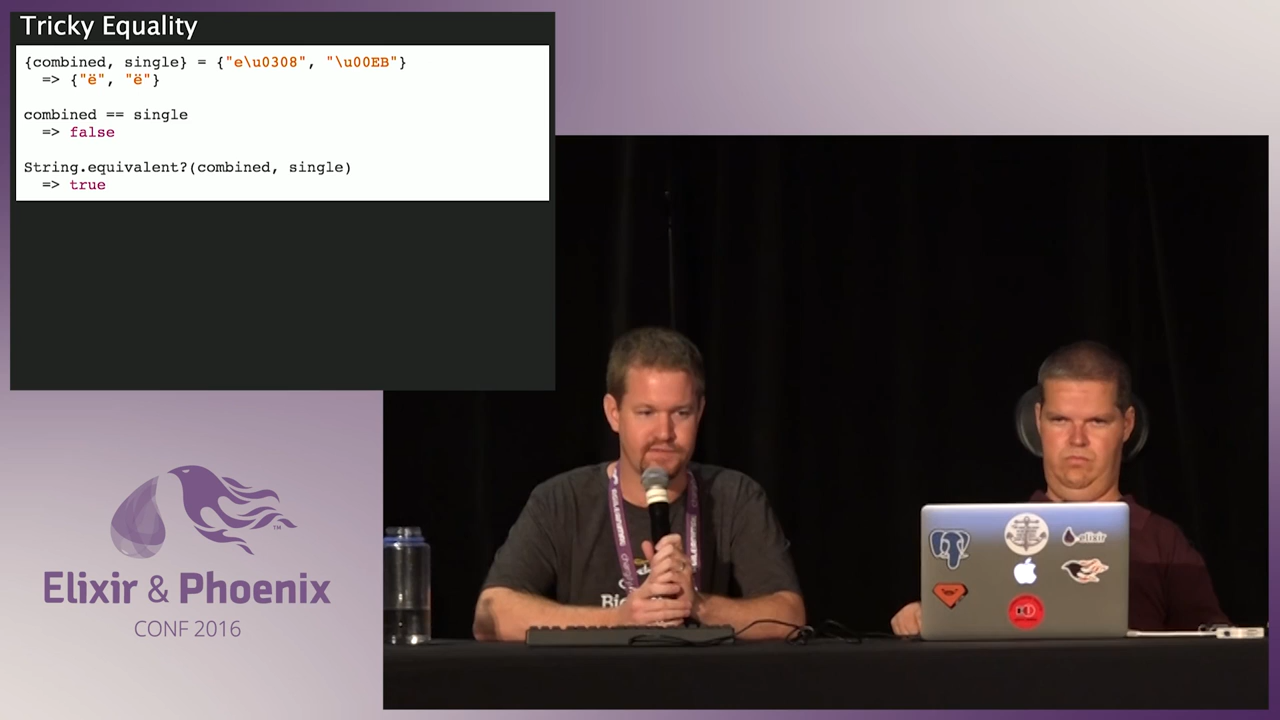 Tricky Equality
{combined, single} = {"e\u0308", "\u00EB"}
=> {"ë", "ë"}
combined == single
=> false
String.equivalent?(combined, single)
=> true
Elixir & Phoenix
TM
CONF 2016
elixir